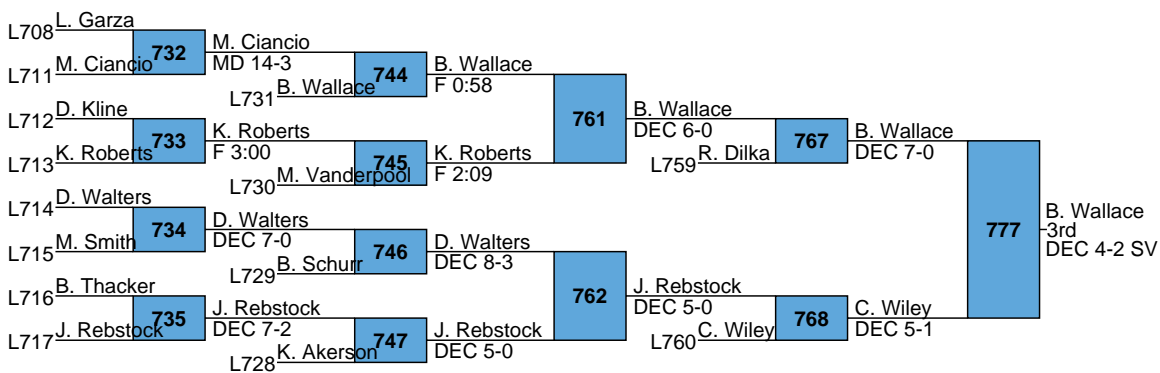 L. Garza
L708
732
M. Ciancio
MD 14-3
M. Ciancio
L711
744
B. Wallace
F 0:58
B. Wallace
L731
D. Kline
L712
761
B. Wallace
DEC 6-0
733
K. Roberts
F 3:00
767
B. Wallace
DEC 7-0
K. Roberts
L713
745
K. Roberts
F 2:09
R. Dilka
L759
M. Vanderpool
L730
D. Walters
L714
734
D. Walters
DEC 7-0
777
B. Wallace
3rd
DEC 4-2 SV
M. Smith
L715
746
D. Walters
DEC 8-3
B. Schurr
L729
B. Thacker
L716
762
J. Rebstock
DEC 5-0
735
J. Rebstock
DEC 7-2
768
C. Wiley
DEC 5-1
J. Rebstock
L717
747
J. Rebstock
DEC 5-0
C. Wiley
L760
K. Akerson
L728